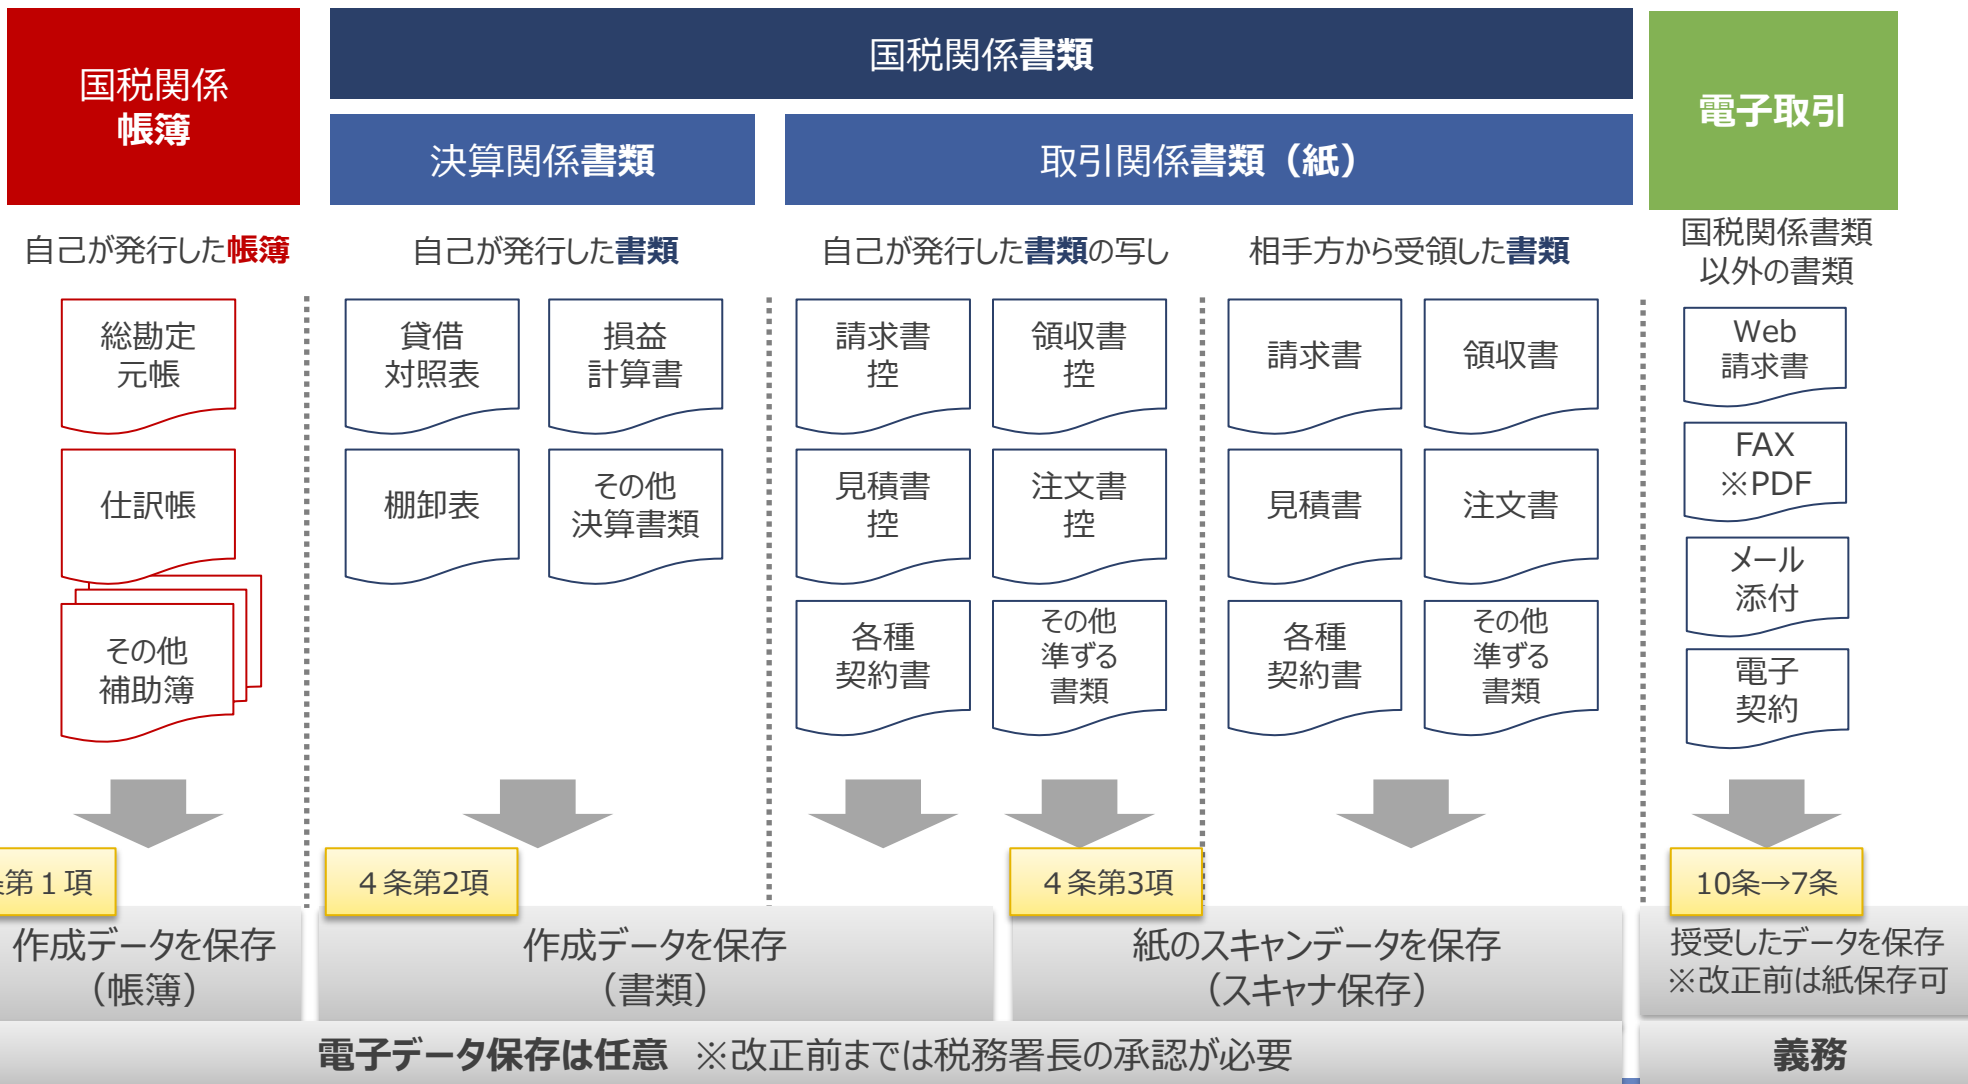 国税関係
帳簿
国税関係書類
決算関係書類
取引関係書類（紙）
電子取引
自己が発行した帳簿
自己が発行した書類
自己が発行した書類の写し
相手方から受領した書類
国税関係書類
以外の書類
総勘定
元帳
仕訳帳
その他
補助簿
貸借
対照表
損益
計算書
棚卸表
その他
決算書類
請求書
控
領収書
控
見積書
控
注文書
控
各種
契約書
その他
準ずる
書類
請求書
領収書
見積書
注文書
各種
契約書
その他
準ずる
書類
Web
請求書
FAX
※PDF
メール
添付
電子
契約
条第１項
４条第2項
４条第3項
10条→7条
作成データを保存
（帳簿）
作成データを保存
（書類）
紙のスキャンデータを保存
（スキャナ保存）
授受したデータを保存
※改正前は紙保存可
電子データ保存は任意 ※改正前までは税務署長の承認が必要
義務